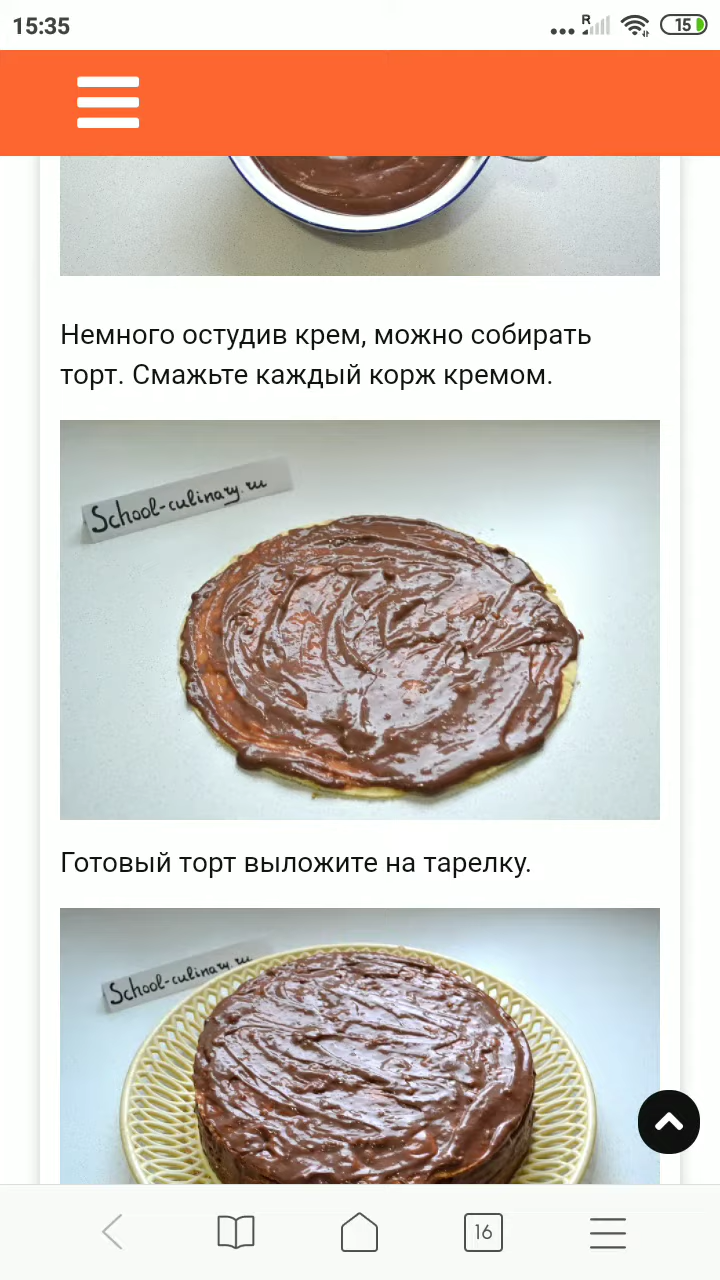 15:35
R
15
Немного остудив крем, можно собирать
торт. Смажьте каждый корж кремом.
School-culinary.ru
Готовый торт выложите на тарелку.
School-culinary.ru
16